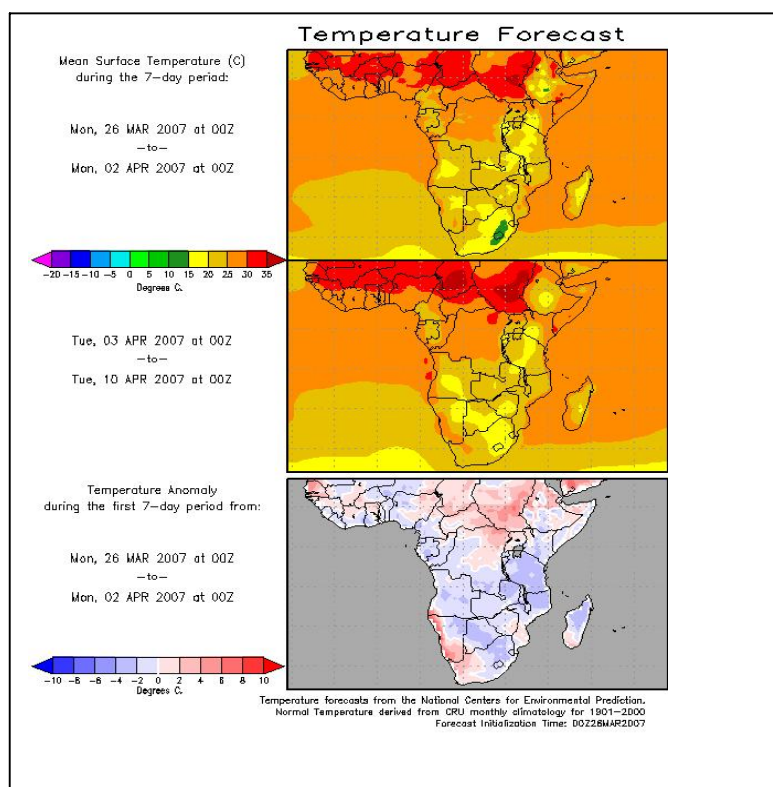 Temperature Forecast
Mean Surface Temperature (C)
during the 7-day period:
Mon, 26 MAR 2007 at 00Z
-to-
Mon, 02 APR 2007 at 00Z
-20 -15 -10 -5 0 5 10 15 20 25 30 35
Degrees C.
Tue, 03 APR 2007 at 00Z
-to-
Tue, 10 APR 2007 at 00Z
Temperature Anomaly
during the first 7-day period from:
Mon, 26 MAR 2007 at 00Z
-to-
Mon, 02 APR 2007 at 00Z
-10 -8 -6 -4 -2 0 2 4 6 8 10
Degrees C.
Temperature forecasts from the National Centers for Environmental Prediction.
Normal Temperature derived from CRU monthly climatology for 1901-2000
Forecast Initialization Time: 00Z26MAR2007